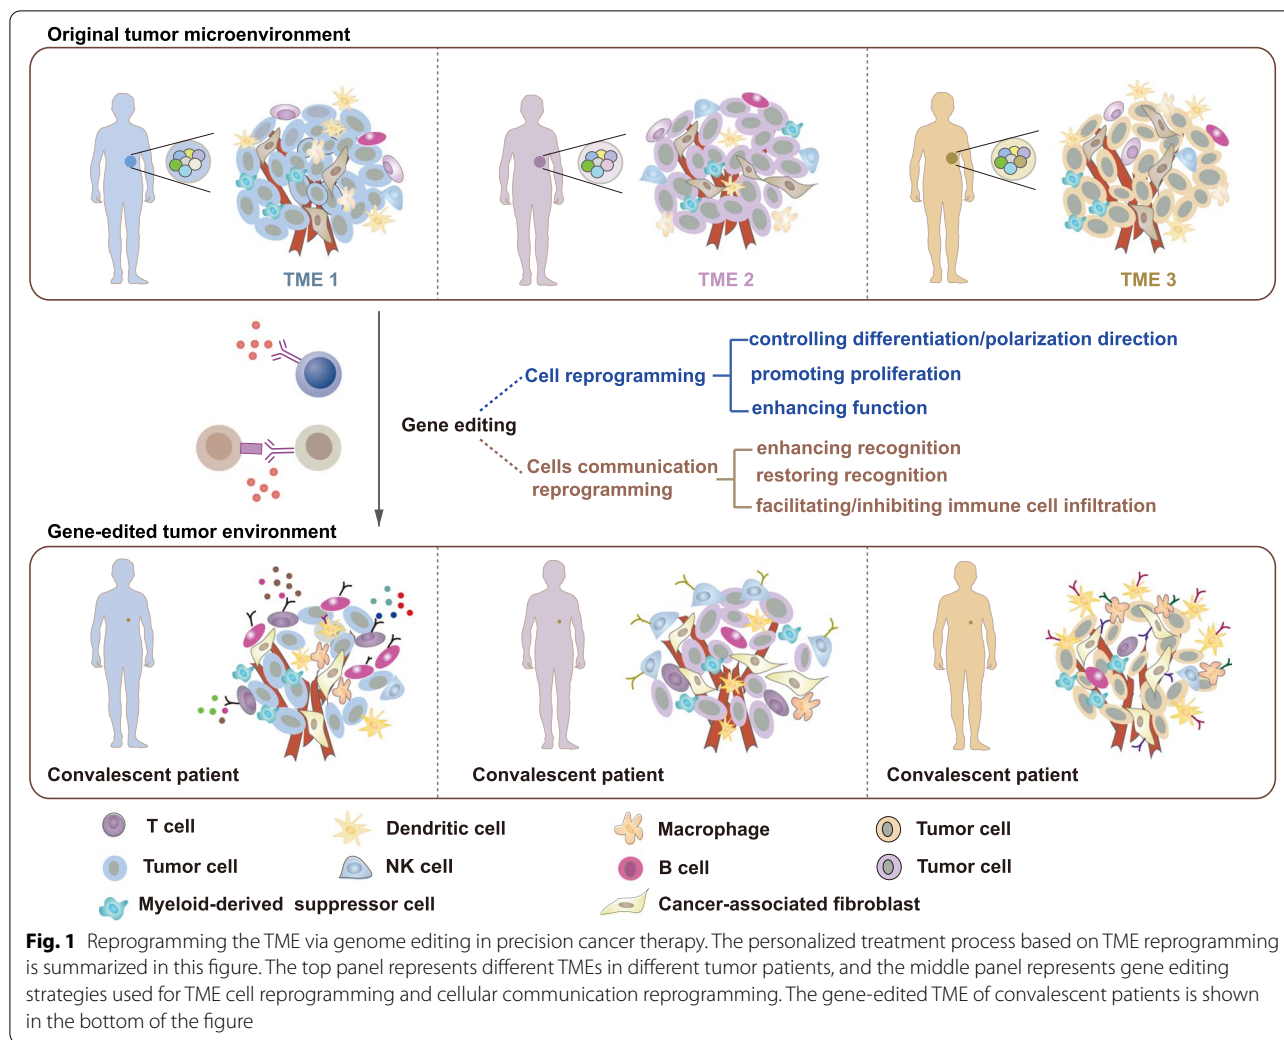 Original tumor microenvironment
TME 1
TME 2
TME 3
controlling differentiation/polarization direction
Cell reprogramming
promoting proliferation
enhancing function
Gene editing
enhancing recognition
Cells communication
reprogramming
restoring recognition
facilitating/inhibiting immune cell infiltration
Gene-edited tumor environment
Convalescent patient
Convalescent patient
Convalescent patient
T cell
Dendritic cell
Macrophage
Tumor cell
Tumor cell
NK cell
B cell
Tumor cell
Myeloid-derived suppressor cell
Cancer-associated fibroblast
Fig. 1 Reprogramming the TME via genome editing in precision cancer therapy. The personalized treatment process based on TME reprogramming
is summarized in this figure. The top panel represents different TMEs in different tumor patients, and the middle panel represents gene editing
strategies used for TME cell reprogramming and cellular communication reprogramming. The gene-edited TME of convalescent patients is shown
in the bottom of the figure